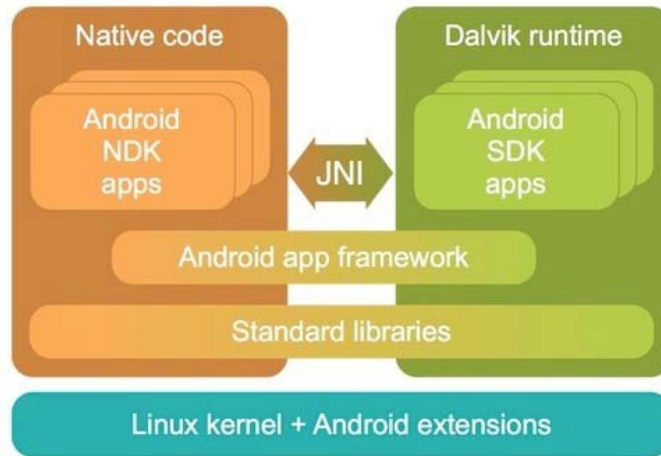 Native code
Dalvik runtime
Android
NDK
apps
JNI
Android
SDK
apps
Android app framework
Standard libraries
Linux kernel + Android extensions